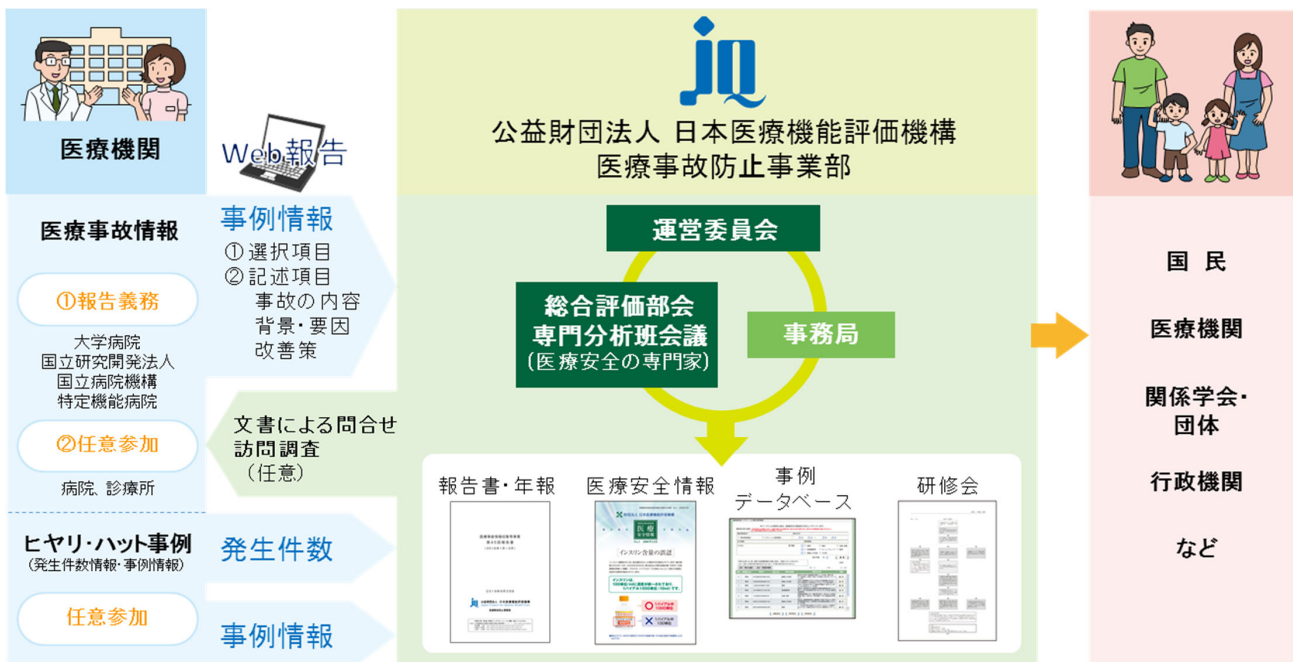 医療機関
Web報告
医療事故情報
①報告義務
大学病院
国立研究開発法人
国立病院機構
特定機能病院
②任意参加
病院、診療所
ヒヤリ・ハット事例
(発生件数情報・事例情報)
任意参加
事例情報
①選択項目
②記述項目
事故の内容
背景・要因
改善策
文書による問合せ
訪問調査
(任意)
発生件数
事例情報
jq
公益財団法人 日本医療機能評価機構
医療事故防止事業部
運営委員会
総合評価部会
専門分析班会議
(医療安全の専門家)
事務局
報告書・年報
医療安全情報
医療
安全情報
インスリン含量の誤認
事例
データベース
研修会
国 民
医療機関
関係学会・
団体
行政機関
など